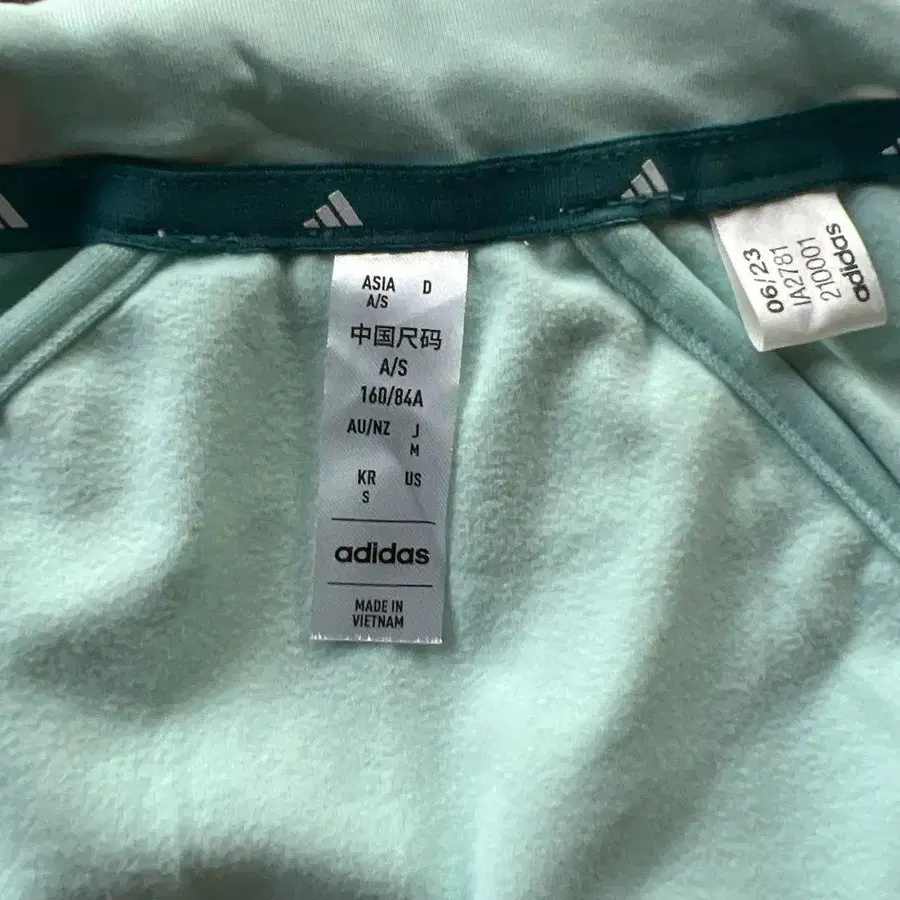 ASIA D
A/S
中国尺码
A/S
160/84A
AU/NZ J
M
KR US
S
adidas
MADE IN
VIETNAM
06/23
IA2781
210001
adidas